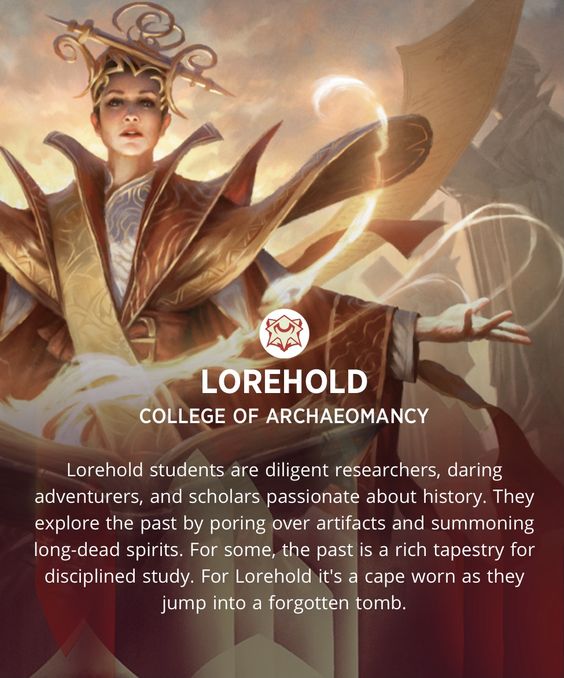 LOREHOLD
COLLEGE OF ARCHAEOMANCY
Lorehold students are diligent researchers, daring
adventurers, and scholars passionate about history. They
explore the past by poring over artifacts and summoning
long-dead spirits. For some, the past is a rich tapestry for
disciplined study. For Lorehold it's a cape worn as they
jump into a forgotten tomb.